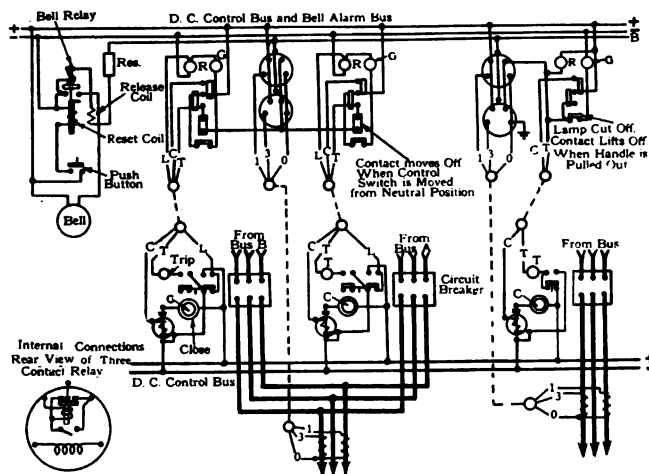 D. C. Control Bus and Bell Alarm Bus
+
−
+
B
Bell Relay
Res.
Release
Coil
Reset Coil
Push
Button
Bell
R
G
R
G
R
G
L C T
1 3 0
L C T
1 3 0
C T
Contact moves Off
When Control
Switch is Moved
from Neutral Position
Lamp Cut Off.
Contact Lifts Off
When Handle is
Pulled Out
C
T
L
T
Trip
From
Bus B
C
Close
C
T
L
T
From
Bus A
C
Circuit
Breaker
C
T
T
From Bus
C
Internal Connections
Rear View of Three
Contact Relay
D. C. Control Bus
+
1
3
0
1
3
0